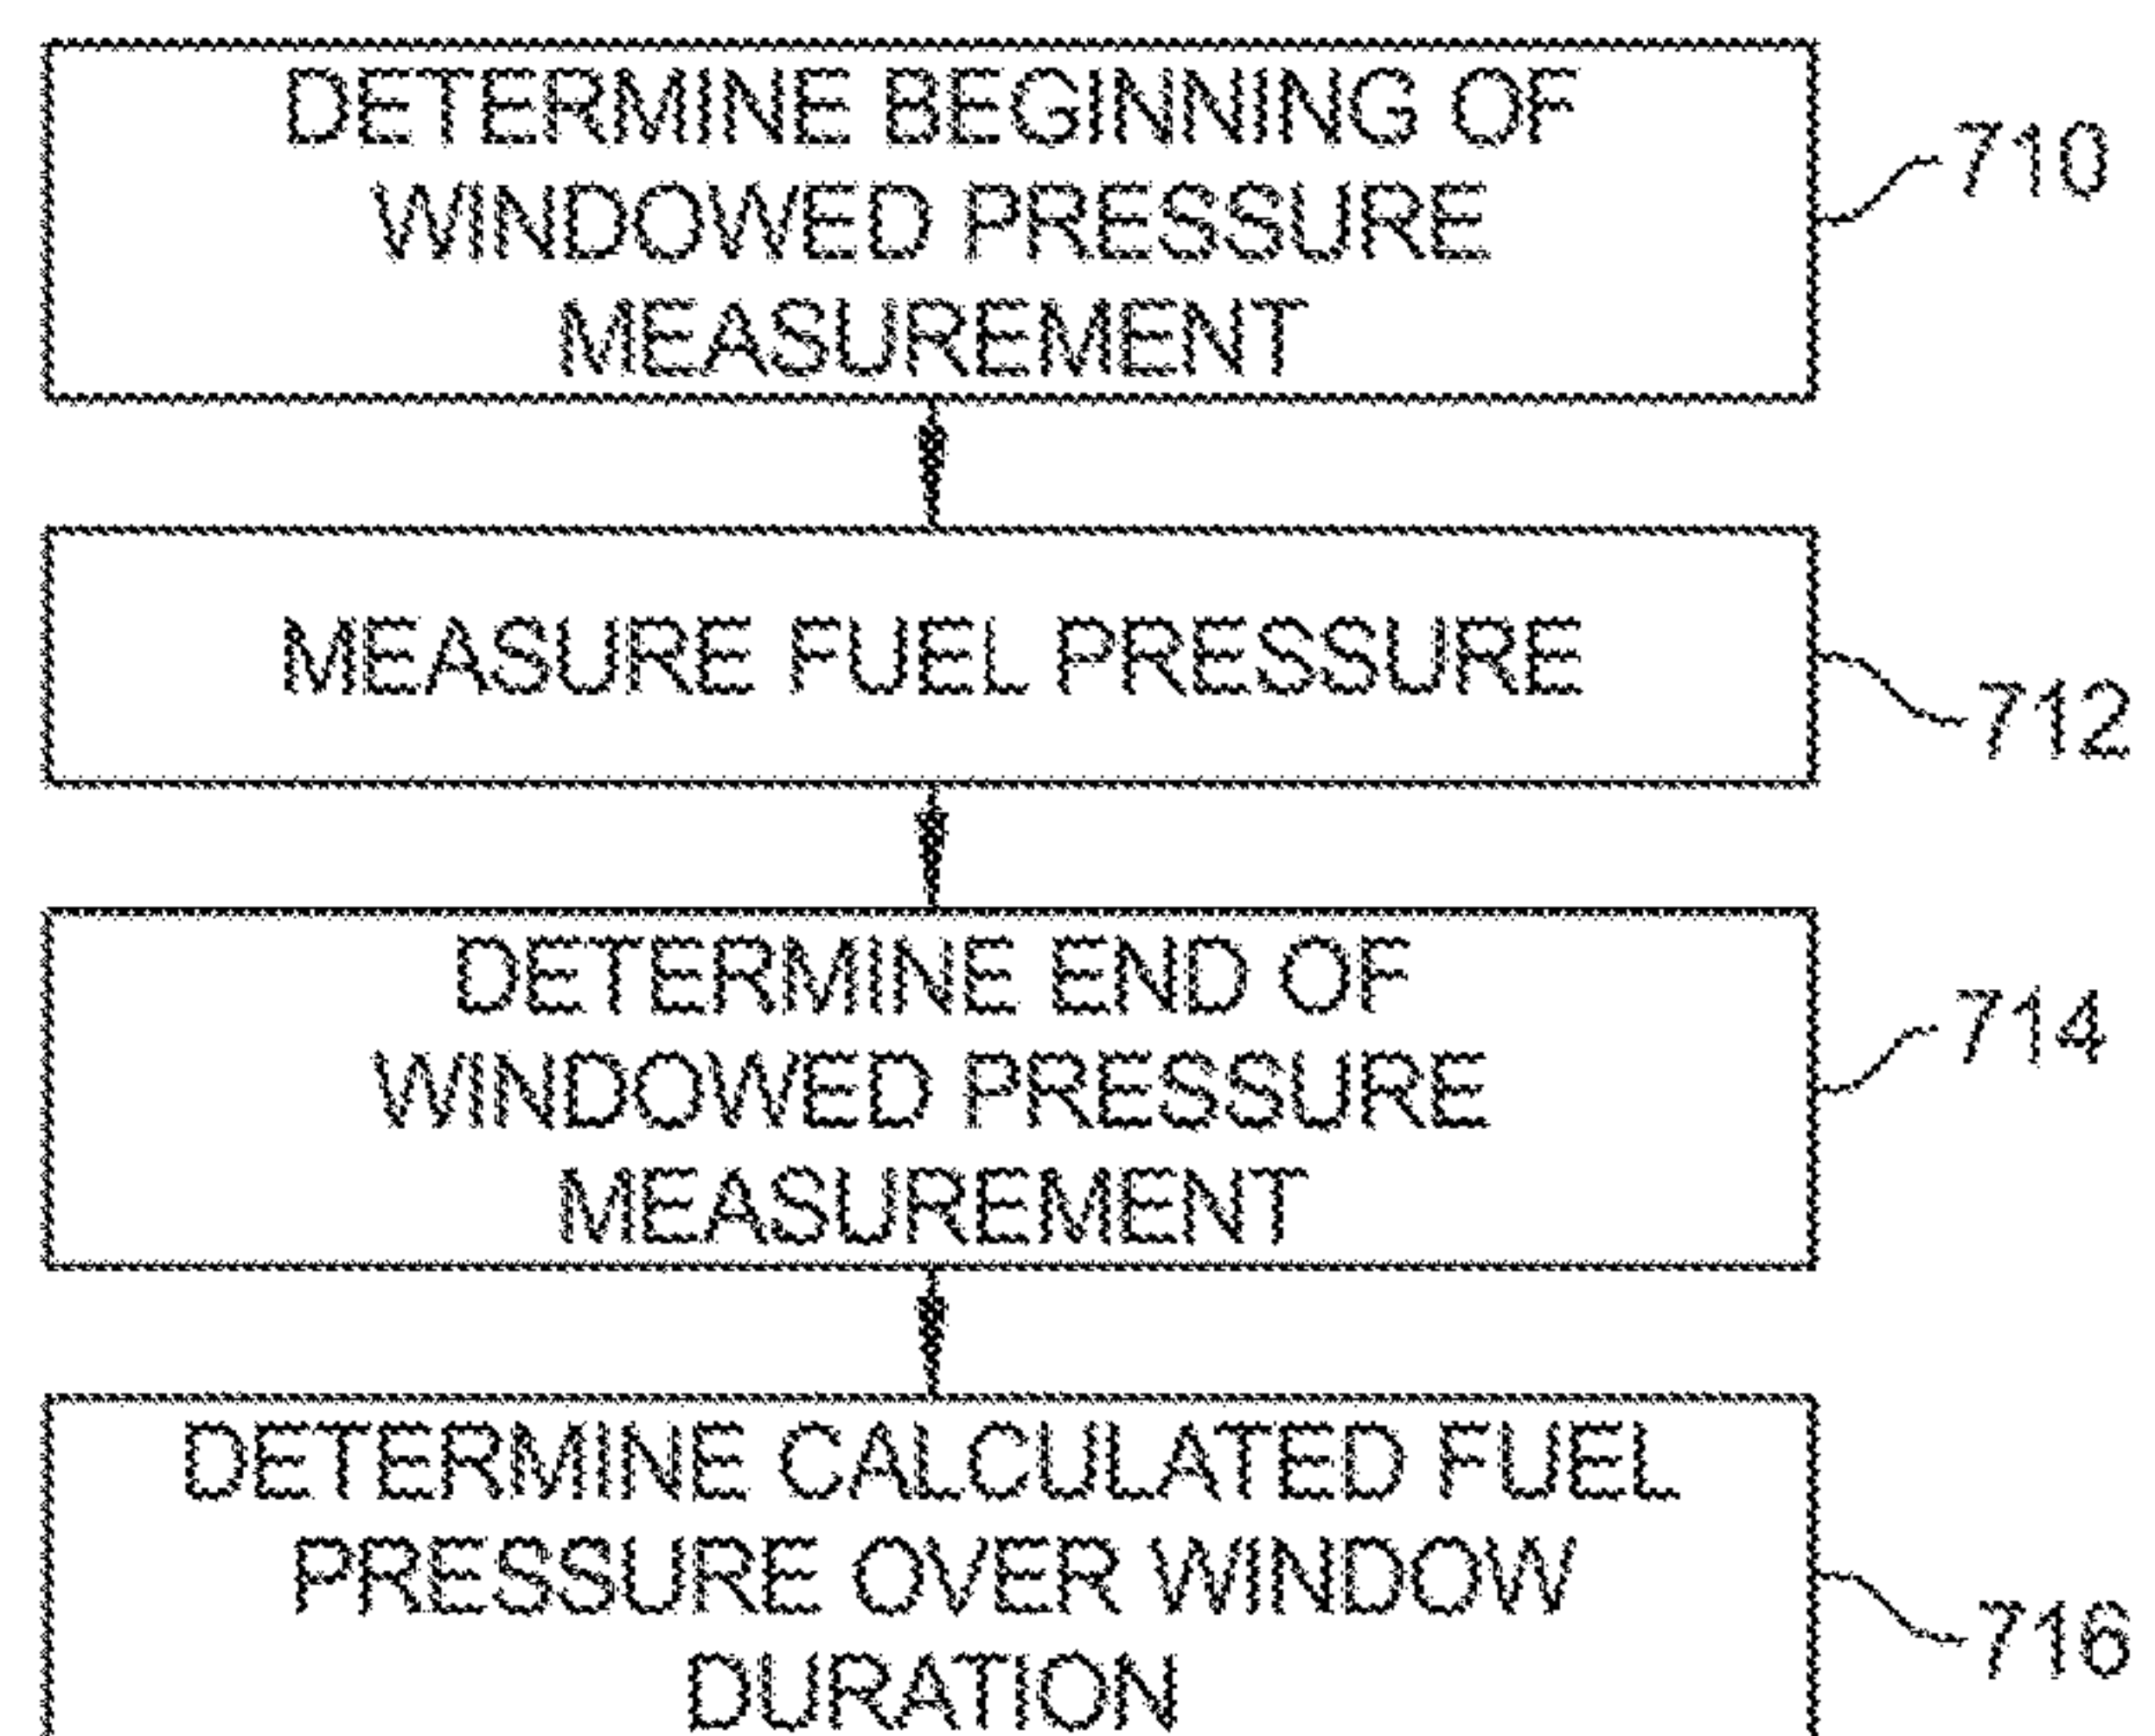 DETERMINE BEGINNING OF
WINDOWED PRESSURE
MEASUREMENT
710
MEASURE FUEL PRESSURE
712
DETERMINE END OF
WINDOWED PRESSURE
MEASUREMENT
714
DETERMINE CALCULATED FUEL
PRESSURE OVER WINDOW
DURATION
716